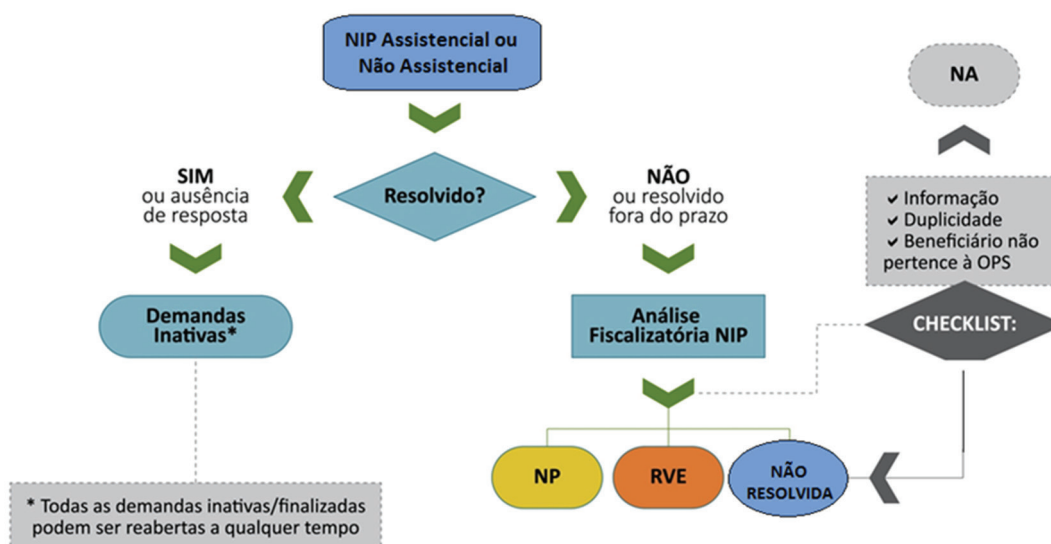 NIP Assistencial ou
Não Assistencial
Resolvido?
SIM
ou ausência
de resposta
NÃO
ou resolvido
fora do prazo
Demandas
Inativas*
Análise
Fiscalizatória NIP
NP
RVE
NÃO
RESOLVIDA
* Todas as demandas inativas/finalizadas
podem ser reabertas a qualquer tempo
NA
✔ Informação
✔ Duplicidade
✔ Beneficiário não
pertence à OPS
CHECKLIST: